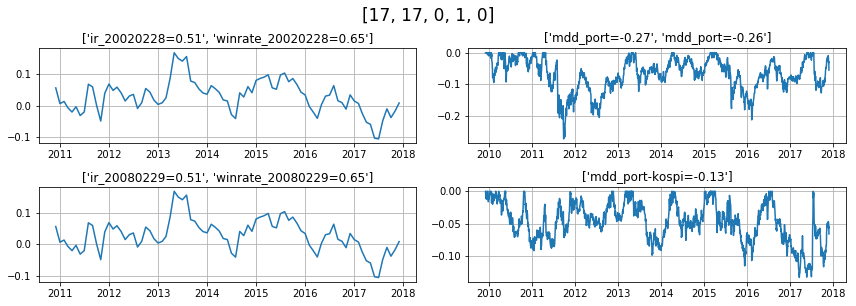 [17, 17, 0, 1, 0]
['ir_20020228=0.51', 'winrate_20020228=0.65']
0.1
0.0
−0.1
2011 2012 2013 2014 2015 2016 2017 2018
['mdd_port=-0.27', 'mdd_port=-0.26']
0.0
−0.1
−0.2
2010 2011 2012 2013 2014 2015 2016 2017 2018
['ir_20080229=0.51', 'winrate_20080229=0.65']
0.1
0.0
−0.1
2011 2012 2013 2014 2015 2016 2017 2018
['mdd_port-kospi=-0.13']
0.00
−0.05
−0.10
2010 2011 2012 2013 2014 2015 2016 2017 2018